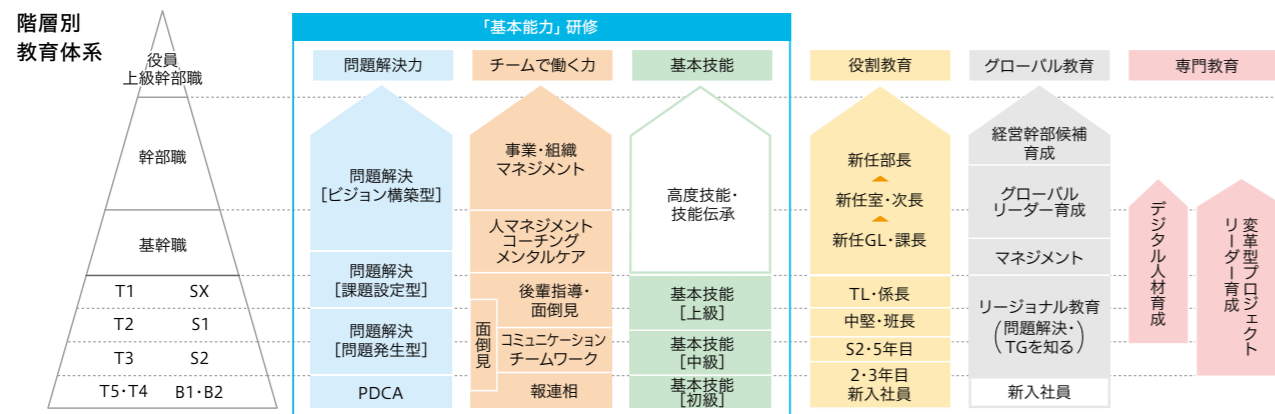 階層別
教育体系
役員
上級幹部職
幹部職
基幹職
T1 SX
T2 S1
T3 S2
T5・T4 B1・B2
「基本能力」研修
問題解決力
問題解決
[ビジョン構築型]
問題解決
[課題設定型]
問題解決
[問題発生型]
PDCA
チームで働く力
事業・組織
マネジメント
人マネジメント
コーチング
メンタルケア
後輩指導・
面倒見
面倒見
コミュニケーション
チームワーク
報連相
基本技能
高度技能・
技能伝承
基本技能
[上級]
基本技能
[中級]
基本技能
[初級]
役割教育
新任部長
新任室・次長
新任GL・課長
TL・係長
中堅・班長
S2・5年目
2・3年目
新入社員
グローバル教育
経営幹部候補
育成
グローバル
リーダー育成
マネジメント
リージョナル教育
(問題解決・
TGを知る)
新入社員
専門教育
デジタル人材育成
変革型プロジェクト
リーダー育成